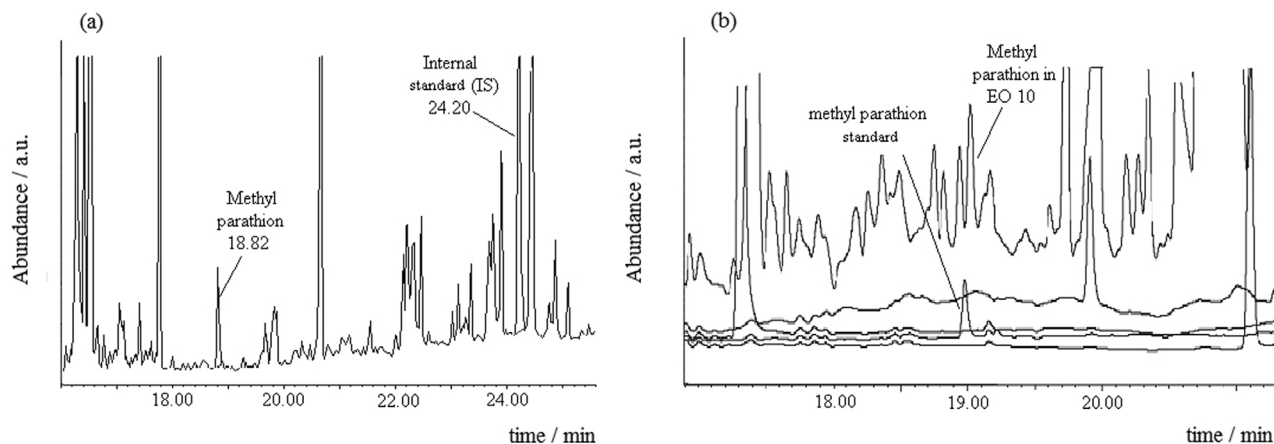 (a)
Abundance / a.u.
Internal
standard (IS)
24.20
Methyl
parathion
18.82
18.00
20.00
22.00
24.00
time / min
(b)
Abundance / a.u.
Methyl
parathion in
EO 10
methyl parathion
standard
18.00
19.00
20.00
time / min